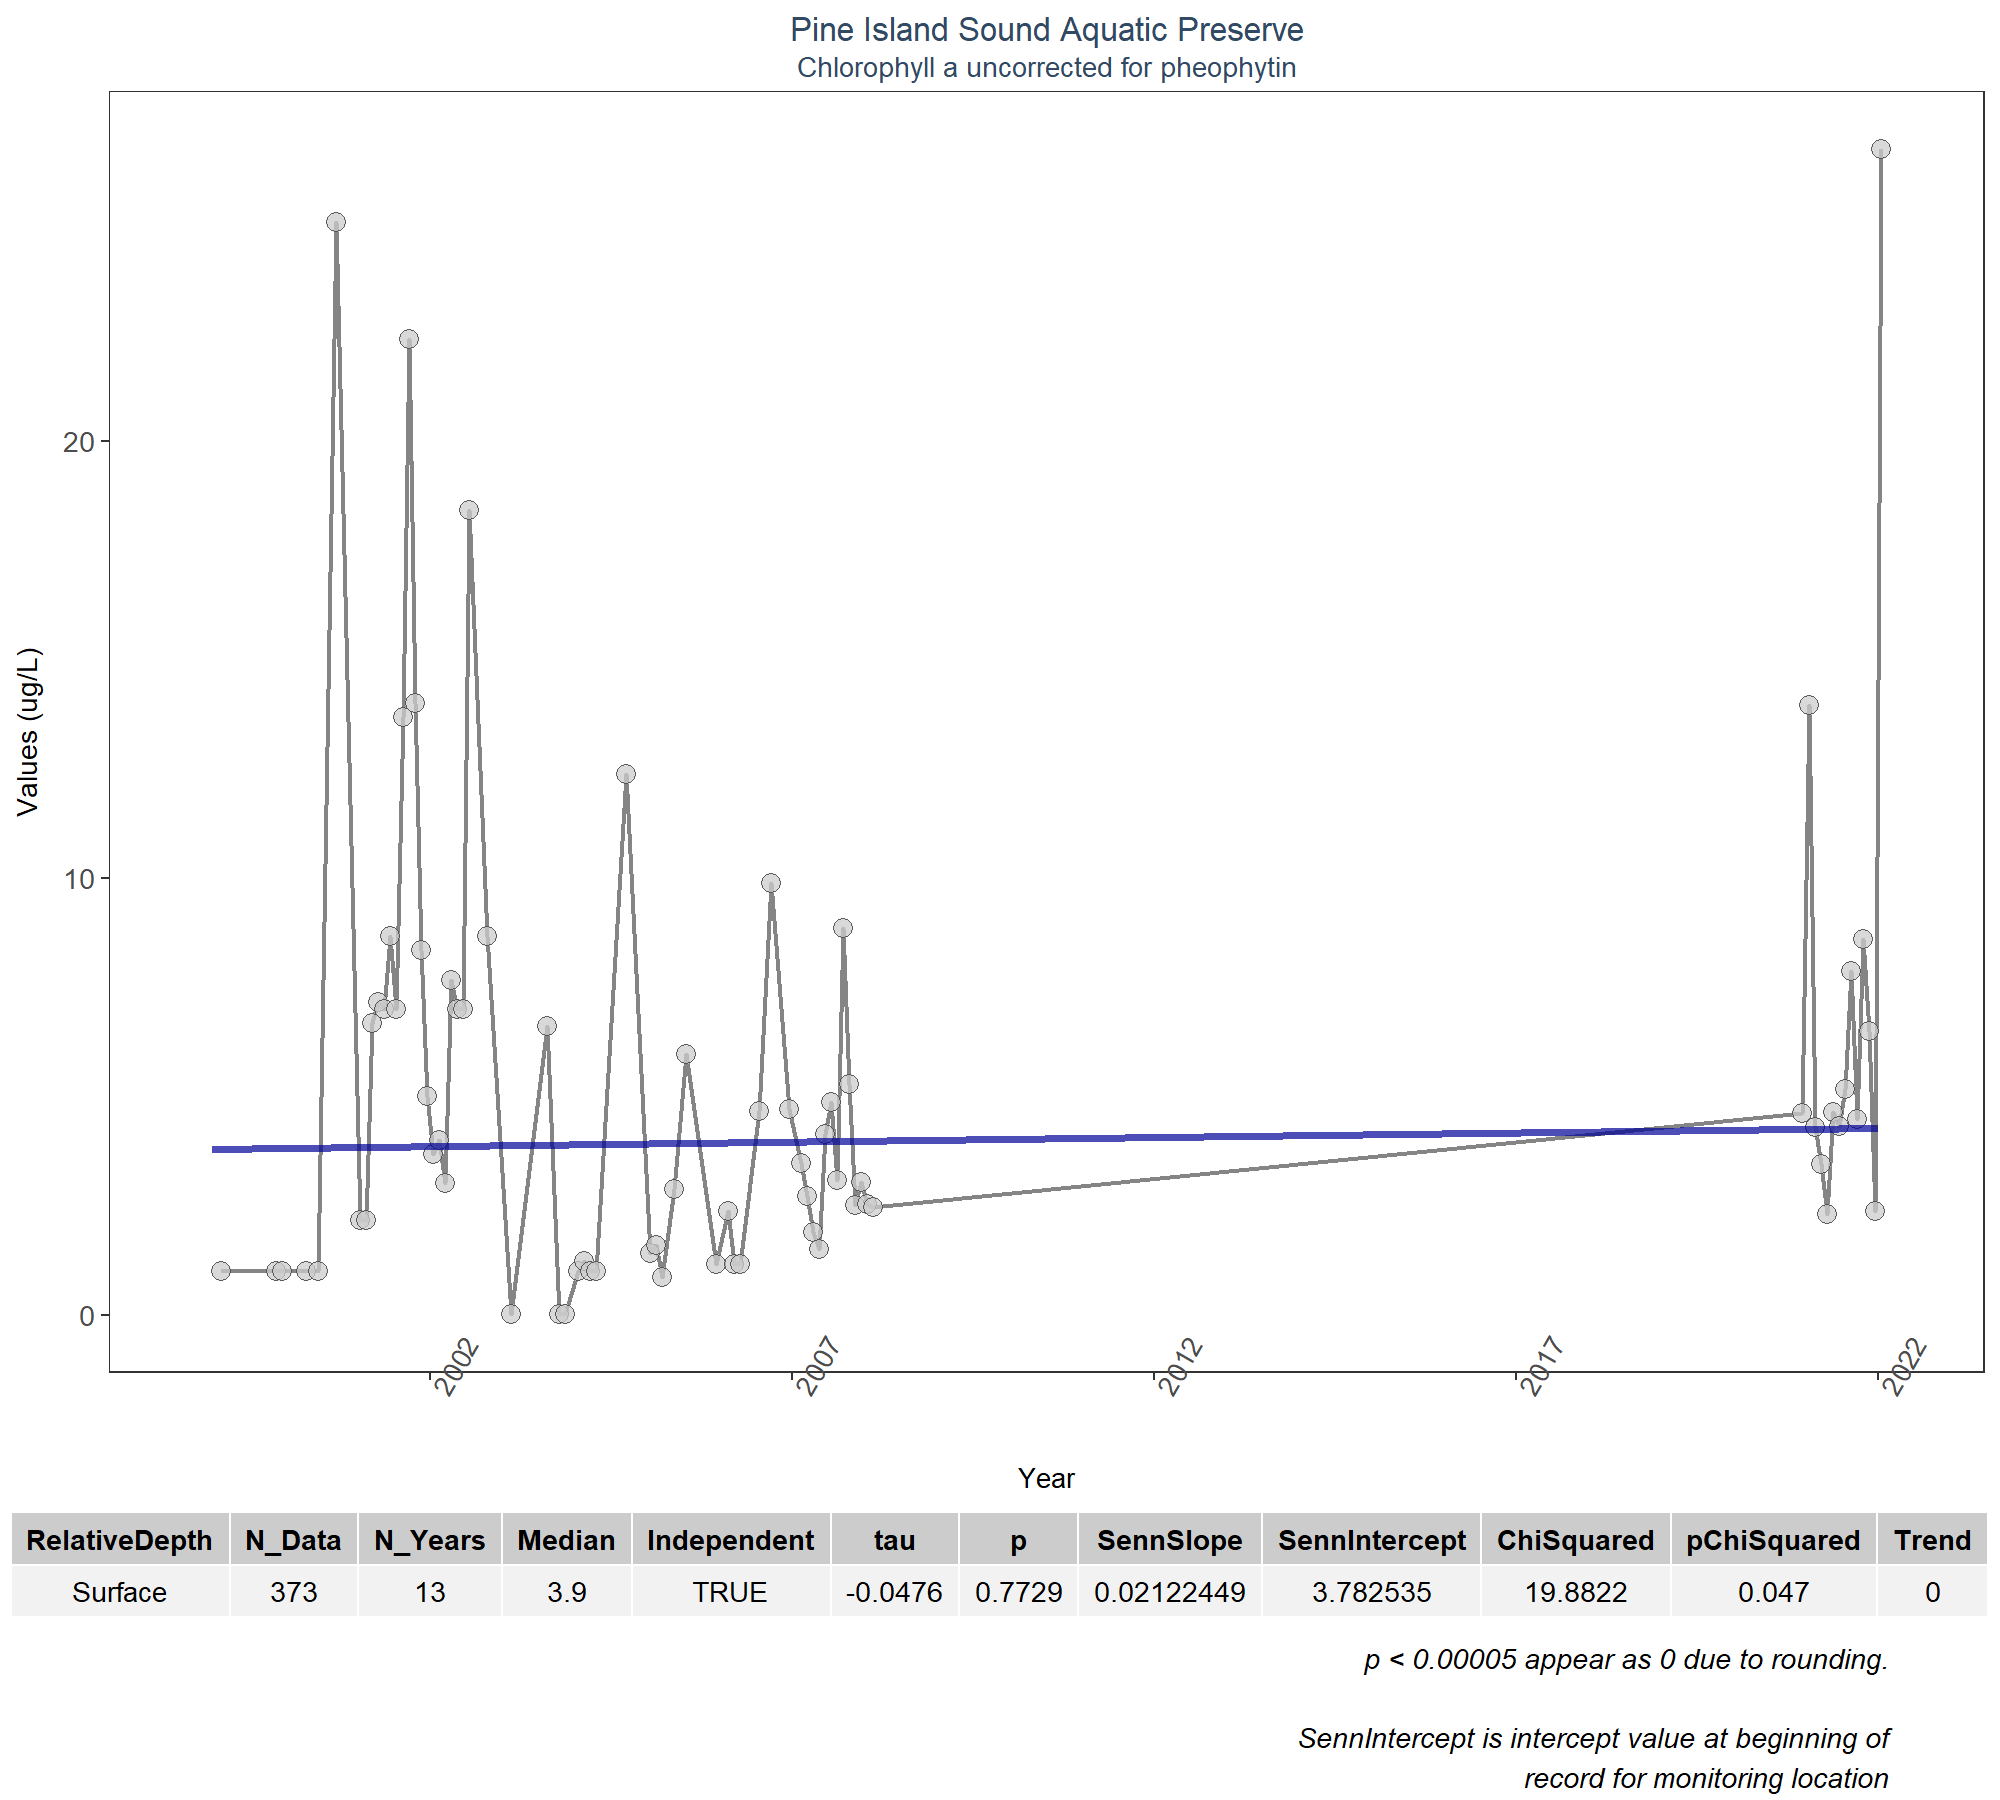 Pine Island Sound Aquatic Preserve
Chlorophyll a uncorrected for pheophytin
Values (ug/L)
20
10
0
2002 2007 2012 2017 2022
Year
RelativeDepth N_Data N_Years Median Independent tau p SennSlope SennIntercept ChiSquared pChiSquared Trend
Surface 373 13 3.9 TRUE -0.0476 0.7729 0.02122449 3.782535 19.8822 0.047 0
p < 0.00005 appear as 0 due to rounding.
SennIntercept is intercept value at beginning of
record for monitoring location